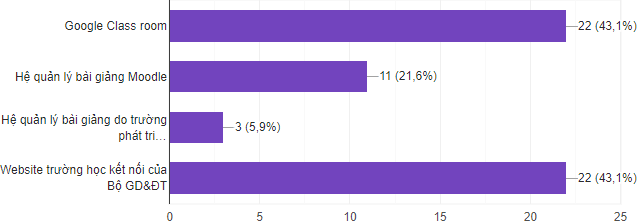 Google Class room
22 (43,1%)
Hệ quản lý bài giảng Moodle
11 (21,6%)
Hệ quản lý bài giảng do trường
phát tri…
3 (5,9%)
Website trường học kết nối của
Bộ GD&ĐT
22 (43,1%)
0 5 10 15 20 25